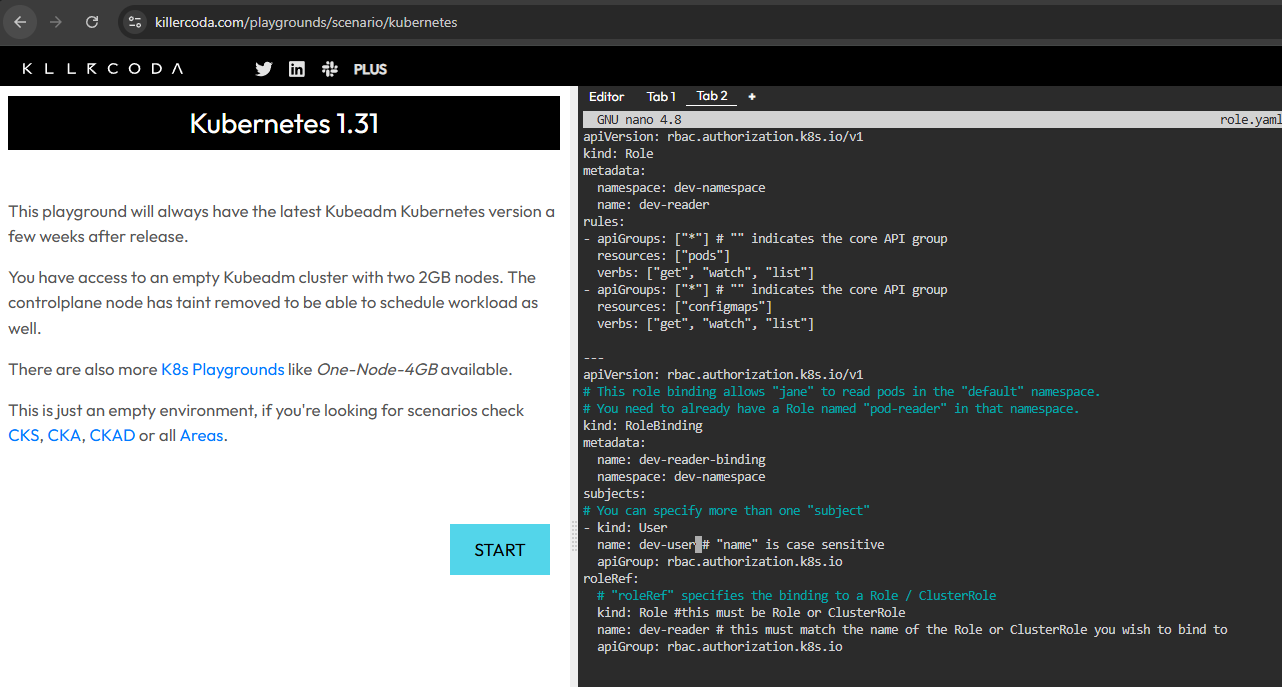 killercoda.com/playgrounds/scenario/kubernetes
KLLRCODA
PLUS
Kubernetes 1.31
This playground will always have the latest Kubeadm Kubernetes version a
few weeks after release.
You have access to an empty Kubeadm cluster with two 2GB nodes. The
controlplane node has taint removed to be able to schedule workload as
well.
There are also more K8s Playgrounds like One-Node-4GB available.
This is just an empty environment, if you're looking for scenarios check
CKS, CKA, CKAD or all Areas.
START
Editor Tab 1 Tab 2 +
GNU nano 4.8 role.yaml
apiVersion: rbac.authorization.k8s.io/v1
kind: Role
metadata:
  namespace: dev-namespace
  name: dev-reader
rules:
- apiGroups: ["*"] # "" indicates the core API group
  resources: ["pods"]
  verbs: ["get", "watch", "list"]
- apiGroups: ["*"] # "" indicates the core API group
  resources: ["configmaps"]
  verbs: ["get", "watch", "list"]
---
apiVersion: rbac.authorization.k8s.io/v1
# This role binding allows "jane" to read pods in the "default" namespace.
# You need to already have a Role named "pod-reader" in that namespace.
kind: RoleBinding
metadata:
  name: dev-reader-binding
  namespace: dev-namespace
subjects:
# You can specify more than one "subject"
- kind: User
  name: dev-user # "name" is case sensitive
  apiGroup: rbac.authorization.k8s.io
roleRef:
  # "roleRef" specifies the binding to a Role / ClusterRole
  kind: Role #this must be Role or ClusterRole
  name: dev-reader # this must match the name of the Role or ClusterRole you wish to bind to
  apiGroup: rbac.authorization.k8s.io